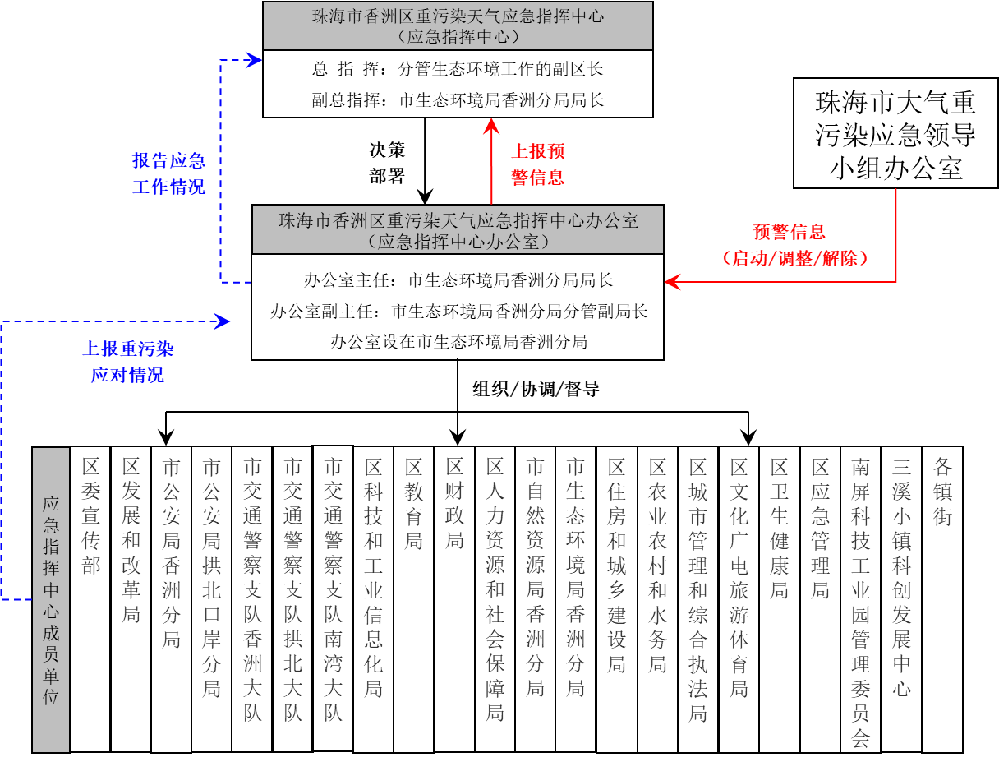 珠海市香洲区重污染天气应急指挥中心
（应急指挥中心）
总 指 挥：分管生态环境工作的副区长
副总指挥：市生态环境局香洲分局局长
珠海市大气重
污染应急领导
小组办公室
决策
部署
上报预
警信息
报告应急
工作情况
珠海市香洲区重污染天气应急指挥中心办公室
（应急指挥中心办公室）
办公室主任：市生态环境局香洲分局局长
办公室副主任：市生态环境局香洲分局分管副局长
办公室设在市生态环境局香洲分局
预警信息
（启动/调整/解除）
上报重污染
应对情况
组织/协调/督导
应急指挥中心成员单位
区委宣传部
区发展和改革局
市公安局香洲分局
市公安局拱北口岸分局
市交通警察支队香洲大队
市交通警察支队拱北大队
市交通警察支队南湾大队
区科技和工业信息化局
区教育局
区财政局
区人力资源和社会保障局
市自然资源局香洲分局
市生态环境局香洲分局
区住房和城乡建设局
区农业农村和水务局
区城市管理和综合执法局
区文化广电旅游体育局
区卫生健康局
区应急管理局
南屏科技工业园管理委员会
三溪小镇科创发展中心
各镇街